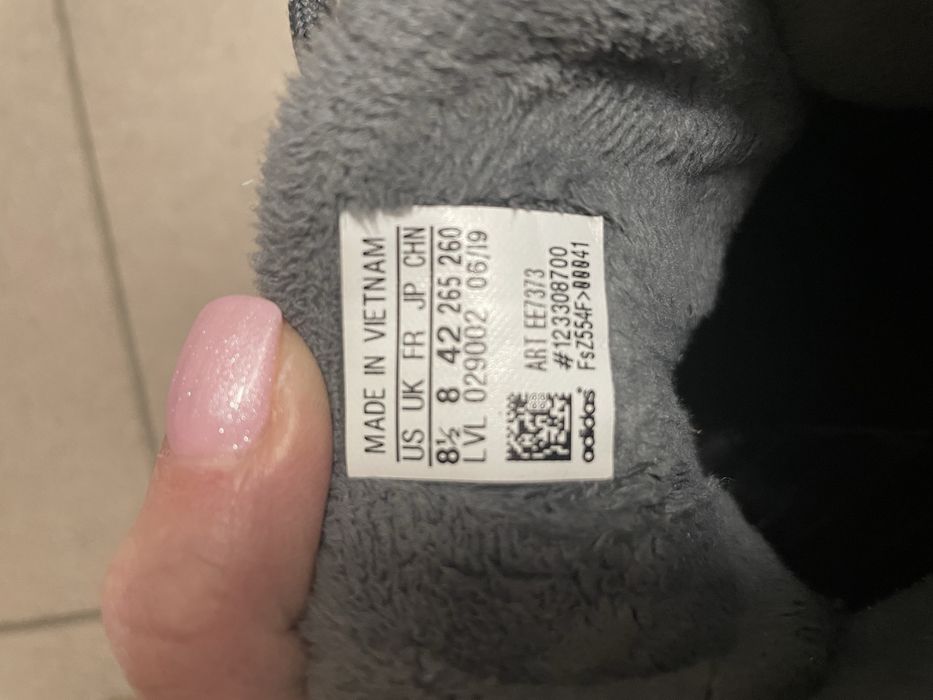 MADE IN VIETNAM
US UK FR JP CHN
8½ 8 42 265 260
LVL 029002 06/19
ART EE7373
#123308700
FsZ554F>00041
adidas